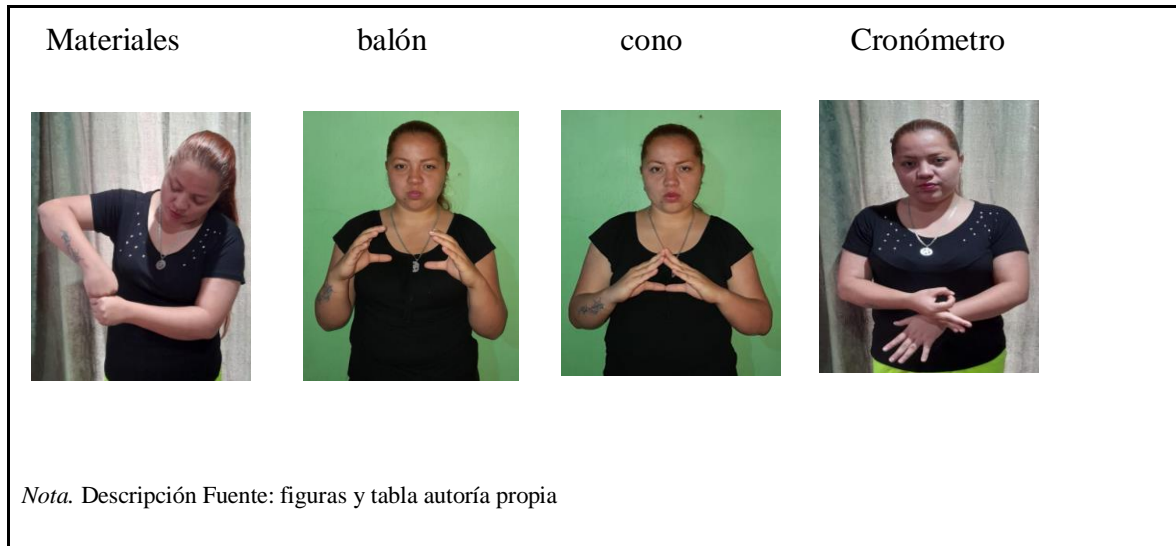 Materiales balón cono Cronómetro
Nota. Descripción Fuente: figuras y tabla autoría propia